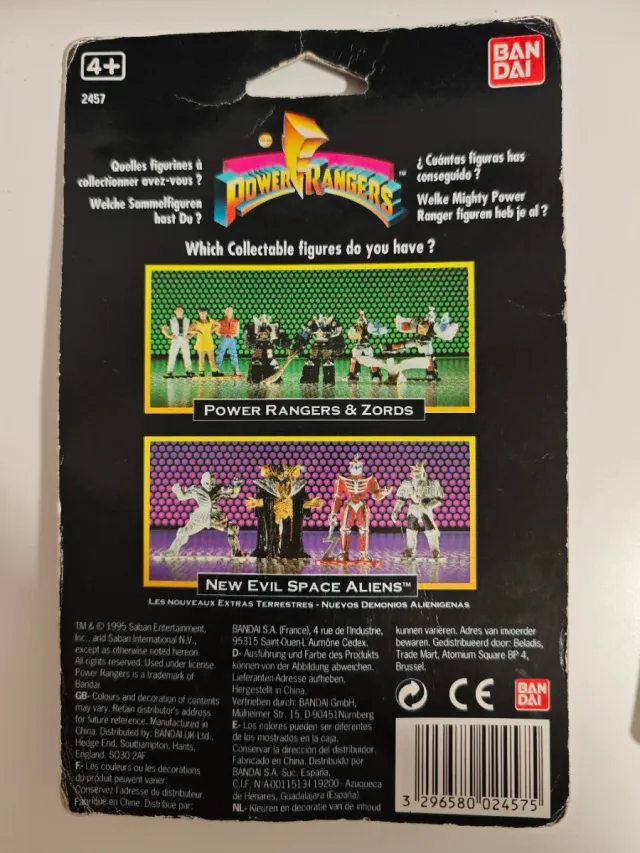 4+
2457
BAN
DAI
Quelles figurines à
collectionner avez-vous ?
Welche Sammelfiguren
hast Du ?
POWER RANGERS™
¿ Cuántas figuras has
conseguido ?
Welke Mighty Power
Ranger figuren heb je al ?
Which Collectable figures do you have ?
POWER RANGERS & ZORDS
NEW EVIL SPACE ALIENS™
LES NOUVEAUX EXTRAS TERRESTRES - NUEVOS DEMONIOS ALIENIGENAS
TM & © 1995 Saban Entertainment,
Inc., and Saban International N.V.,
except as otherwise noted hereon.
All rights reserved. Used under license.
Power Rangers is a trademark of
Bandai.
GB- Colours and decoration of contents
may vary. Retain distributor's address
for future reference. Manufactured in
China. Distributed by: BANDAI UK Ltd.,
Hedge End, Southampton, Hants,
England. SO30 2AF
F.- Les couleurs ou les décorations
du produit peuvent varier.
Conservez l'adresse du distributeur.
Fabriqué en Chine. Distribué par:
BANDAI S.A. (France), 4 rue de l'Industrie,
95315 Saint-Ouen-L'Aumône Cedex.
D- Ausführung und Farbe des Produkts
können von der Abbildung abweichen.
Lieferanten-Adresse aufheben.
Hergestellt in China.
Vertrieben durch: BANDAI GmbH,
Mülheimer Str. 15, D-90451 Nürnberg
E- Los colores pueden ser diferentes
de los mostrados en la caja.
Conservar la dirección del distribuidor.
Fabricado en China. Distribuido por
BANDAI S.A. Suc. España.
C.I.F. N°A-0011513-I 19200 - Azuqueca
de Henares, Guadalajara (España).
NL- Kleuren en decoratie van de inhoud
kunnen variëren. Adres van invoerder
bewaren. Gedistribueerd door: Beladis,
Trade Mart, Atomium Square BP 4,
Brussel.
CE
BAN
DAI
3 296580 024575